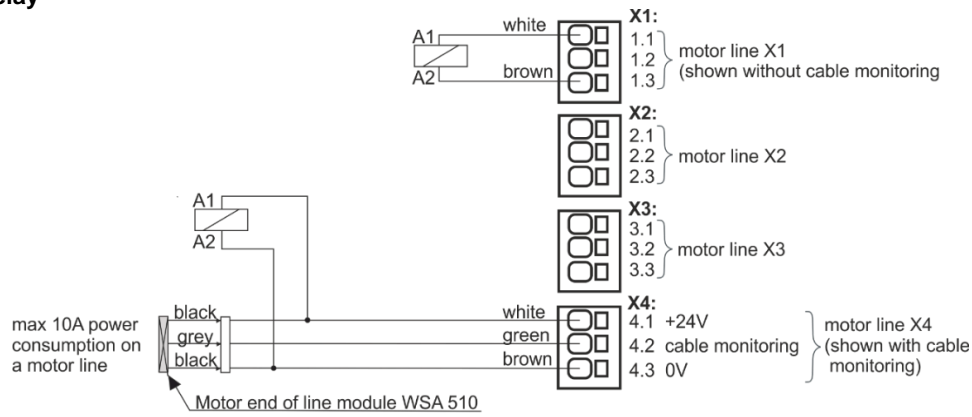 elay
white
A1
A2
brown
X1:
1.1
1.2
1.3
motor line X1
(shown without cable monitoring
X2:
2.1
2.2
2.3
motor line X2
X3:
3.1
3.2
3.3
motor line X3
A1
A2
max 10A power
consumption on
a motor line
black
grey
black
white
green
brown
X4:
4.1 +24V
4.2 cable monitoring
4.3 0V
motor line X4
(shown with cable
monitoring)
Motor end of line module WSA 510